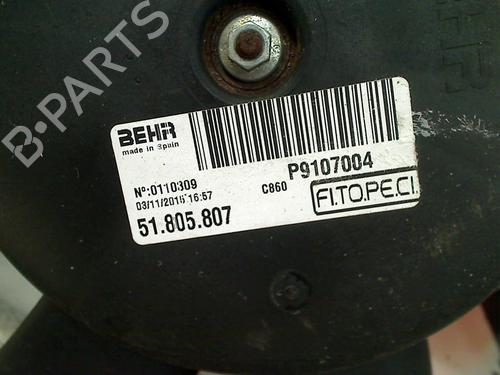 B-PARTS
BEHR
made in Spain
P9107004
Nº:0110309
C860
03/11/2015 16:57
FI.TO.PE.CI.
51.805.807